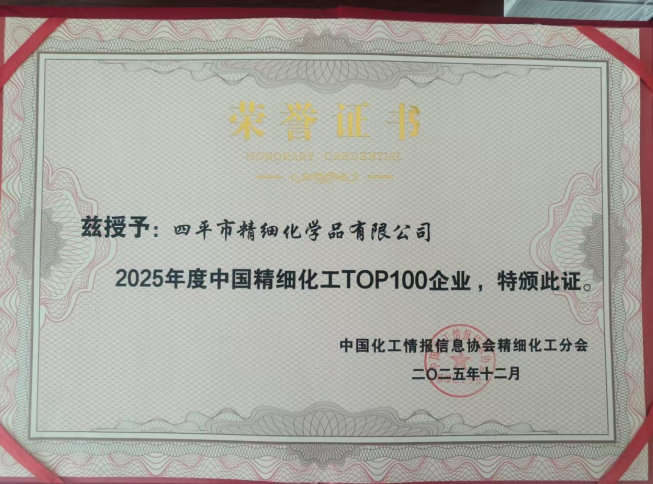 荣誉证书
HONORARY CREDENTIAL
兹授予：四平市精细化学品有限公司
2025年度中国精细化工TOP100企业，特颁此证。
中国化工情报信息协会精细化工分会
二〇二五年十二月